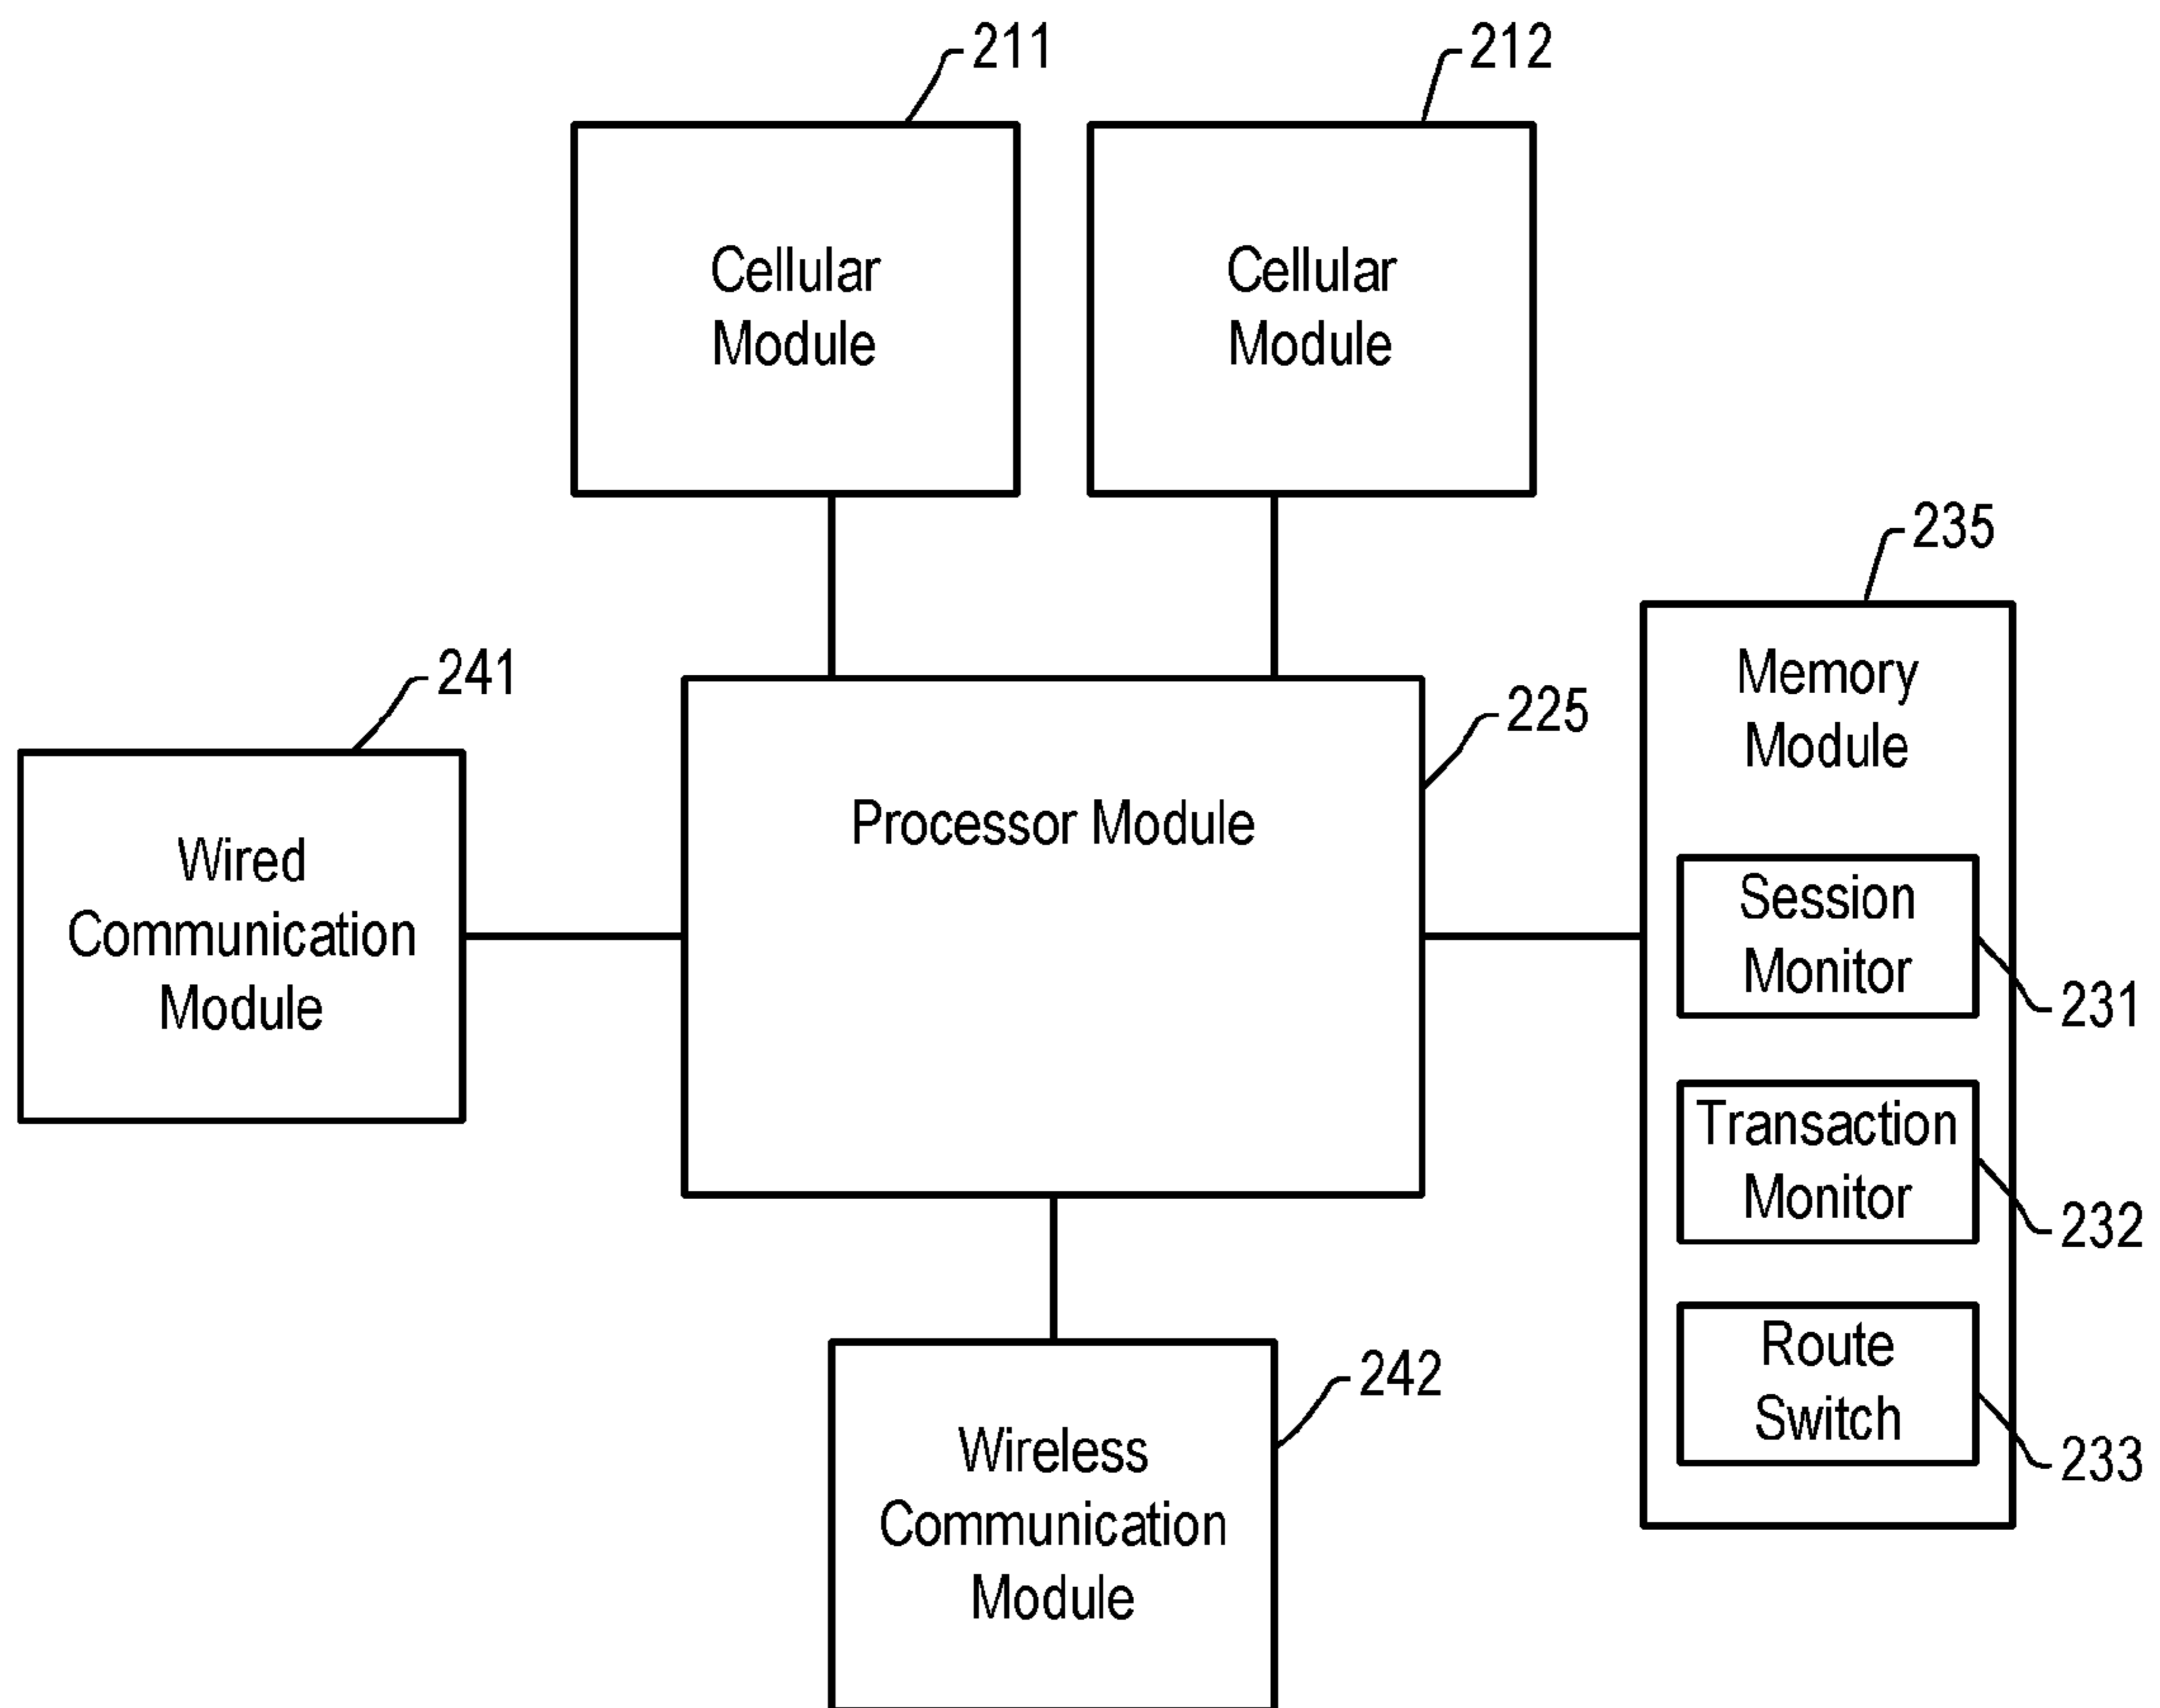 211
212
Cellular
Module
Cellular
Module
235
Memory
Module
241
225
Wired
Communication
Module
Processor Module
Session
Monitor
231
Transaction
Monitor
232
Route
Switch
233
242
Wireless
Communication
Module